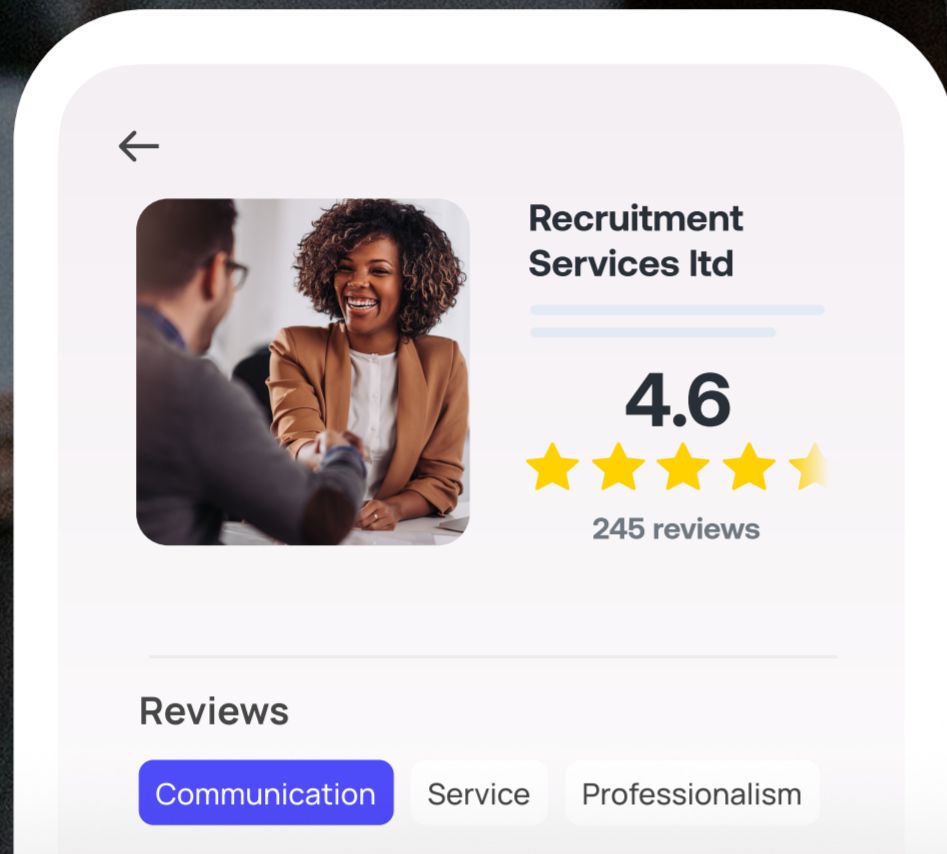 Recruitment
Services ltd
4.6
245 reviews
Reviews
Communication
Service
Professionalism